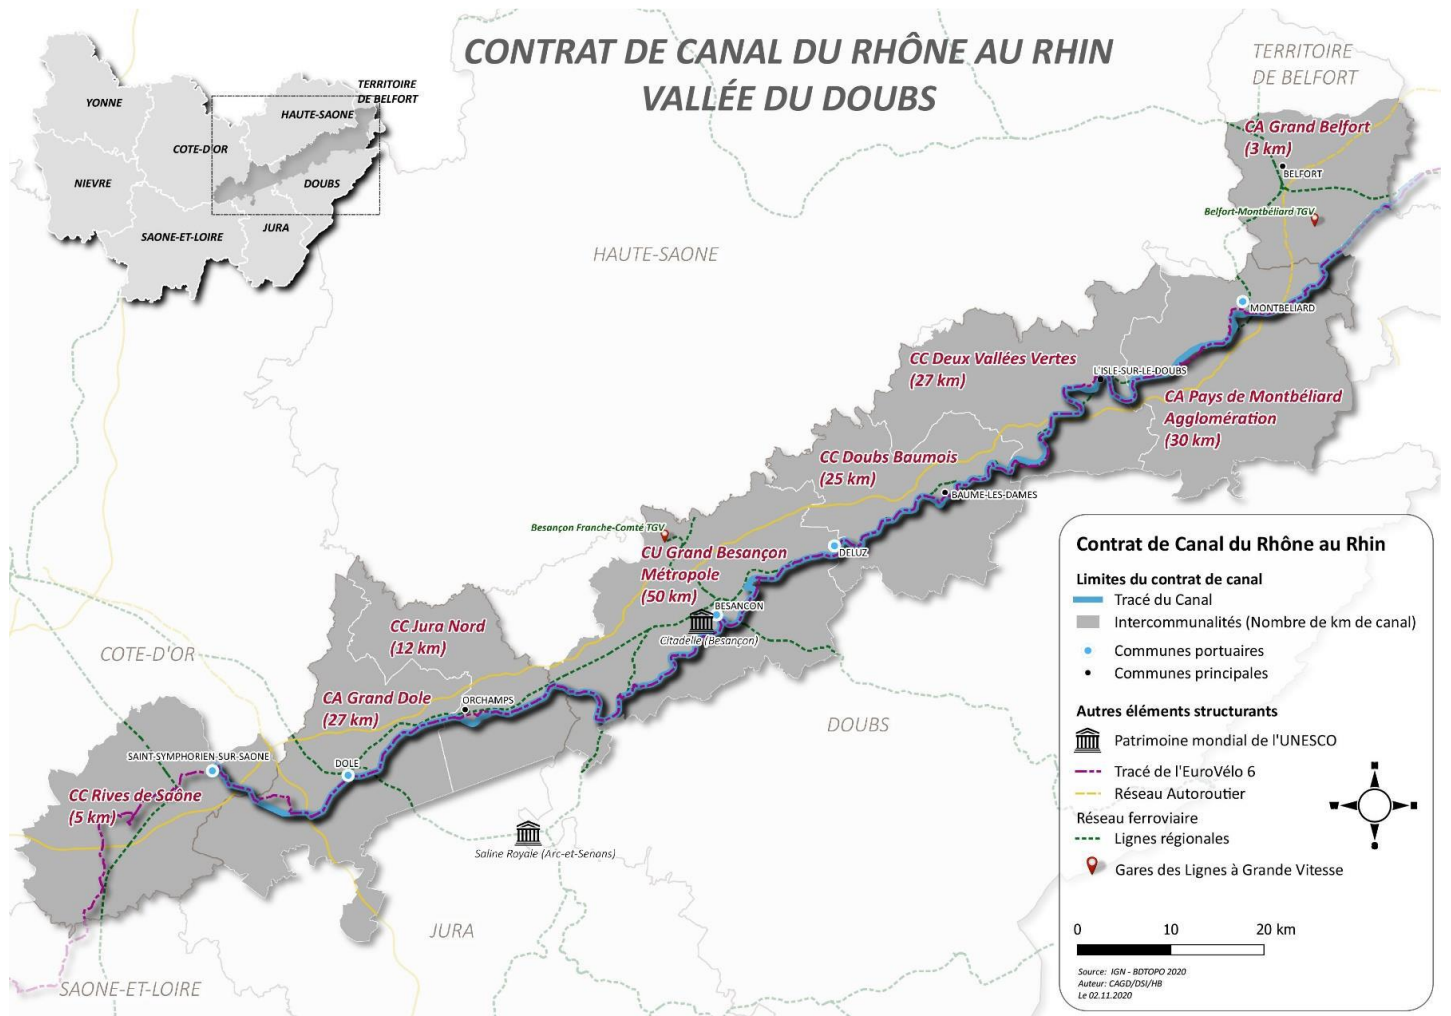 CONTRAT DE CANAL DU RHÔNE AU RHIN
VALLÉE DU DOUBS
YONNE
NIEVRE
COTE-D'OR
SAONE-ET-LOIRE
HAUTE-SAONE
TERRITOIRE
DE BELFORT
DOUBS
JURA
TERRITOIRE
DE BELFORT
CA Grand Belfort
(3 km)
BELFORT
Belfort-Montbéliard TGV
HAUTE-SAONE
MONTBELIARD
CC Deux Vallées Vertes
(27 km)
L'ISLE-SUR-LE-DOUBS
CA Pays de Montbéliard
Agglomération
(30 km)
CC Doubs Baumois
(25 km)
BAUME-LES-DAMES
Besançon Franche-Comté TGV
CU Grand Besançon
Métropole
(50 km)
DELUZ
BESANCON
Citadelle (Besançon)
CC Jura Nord
(12 km)
COTE-D'OR
CA Grand Dole
(27 km)
ORCHAMPS
DOUBS
SAINT-SYMPHORIEN-SUR-SAONE
DOLE
CC Rives de Saône
(5 km)
Saline Royale (Arc-et-Senans)
JURA
SAONE-ET-LOIRE
Contrat de Canal du Rhône au Rhin
Limites du contrat de canal
Tracé du Canal
Intercommunalités (Nombre de km de canal)
Communes portuaires
Communes principales
Autres éléments structurants
Patrimoine mondial de l'UNESCO
Tracé de l'EuroVélo 6
Réseau Autoroutier
Réseau ferroviaire
Lignes régionales
Gares des Lignes à Grande Vitesse
0 10 20 km
Source: IGN - BDTOPO 2020
Auteur: CAGD/DSI/HB
Le 02.11.2020